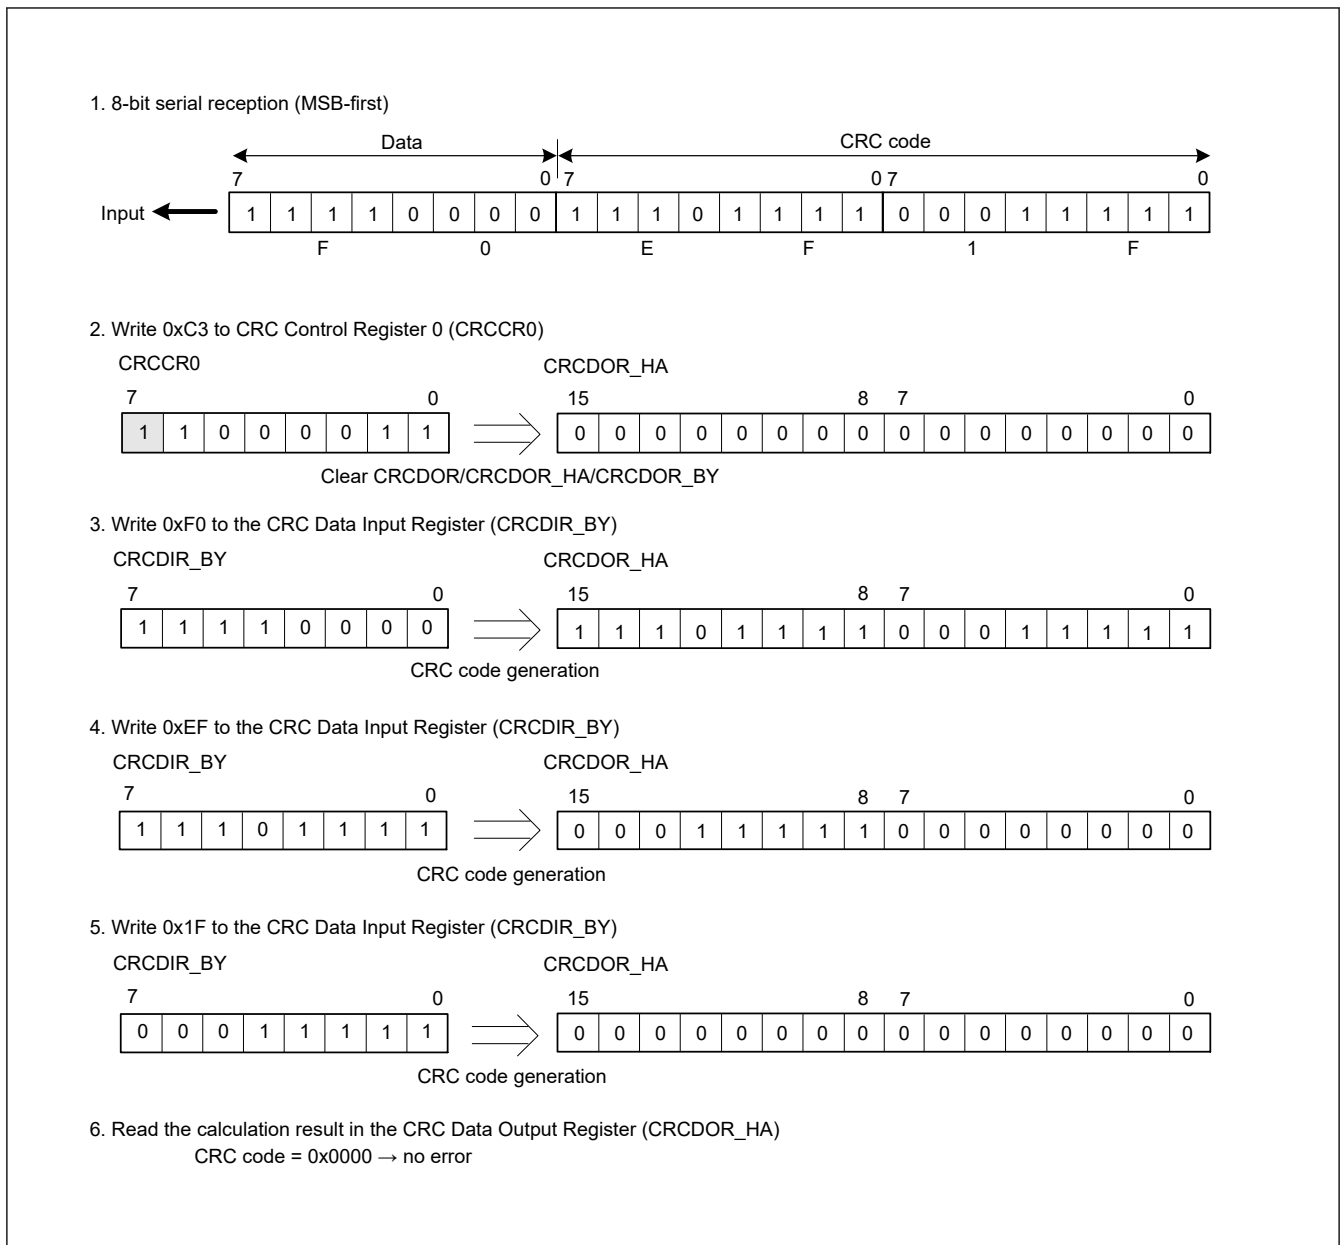 1. 8-bit serial reception (MSB-first)
Data CRC code
7 0 7 0 7 0
Input 1 1 1 1 0 0 0 0 1 1 1 0 1 1 1 1 0 0 0 1 1 1 1 1
F 0 E F 1 F
2. Write 0xC3 to CRC Control Register 0 (CRCCR0)
CRCCR0 CRCDOR_HA
7 0 15 8 7 0
1 1 0 0 0 0 1 1 0 0 0 0 0 0 0 0 0 0 0 0 0 0 0 0
Clear CRCDOR/CRCDOR_HA/CRCDOR_BY
3. Write 0xF0 to the CRC Data Input Register (CRCDIR_BY)
CRCDIR_BY CRCDOR_HA
7 0 15 8 7 0
1 1 1 1 0 0 0 0 1 1 1 0 1 1 1 1 0 0 0 1 1 1 1 1
CRC code generation
4. Write 0xEF to the CRC Data Input Register (CRCDIR_BY)
CRCDIR_BY CRCDOR_HA
7 0 15 8 7 0
1 1 1 0 1 1 1 1 0 0 0 1 1 1 1 1 0 0 0 0 0 0 0 0
CRC code generation
5. Write 0x1F to the CRC Data Input Register (CRCDIR_BY)
CRCDIR_BY CRCDOR_HA
7 0 15 8 7 0
0 0 0 1 1 1 1 1 0 0 0 0 0 0 0 0 0 0 0 0 0 0 0 0
CRC code generation
6. Read the calculation result in the CRC Data Output Register (CRCDOR_HA)
CRC code = 0x0000 → no error